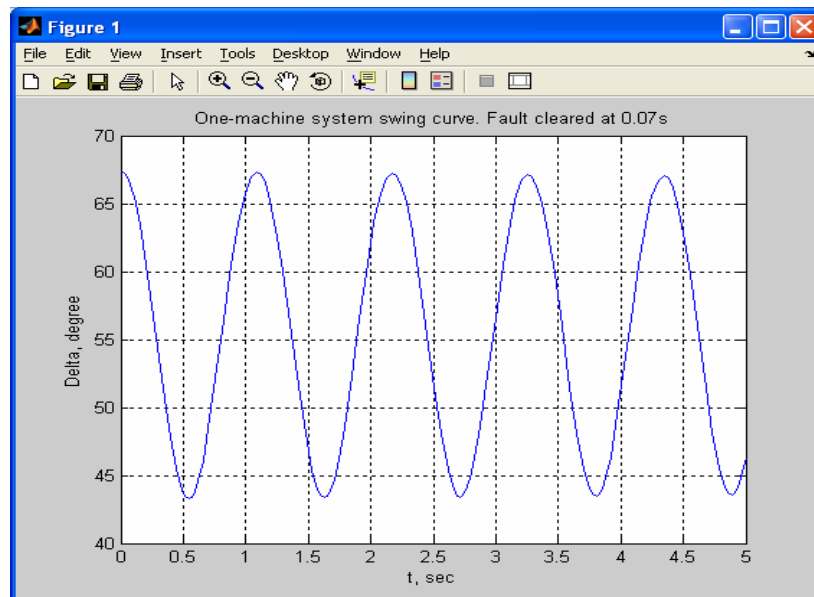 Figure 1
File Edit View Insert Tools Desktop Window Help
One-machine system swing curve. Fault cleared at 0.07s
70
65
60
55
50
45
40
Delta, degree
0 0.5 1 1.5 2 2.5 3 3.5 4 4.5 5
t, sec